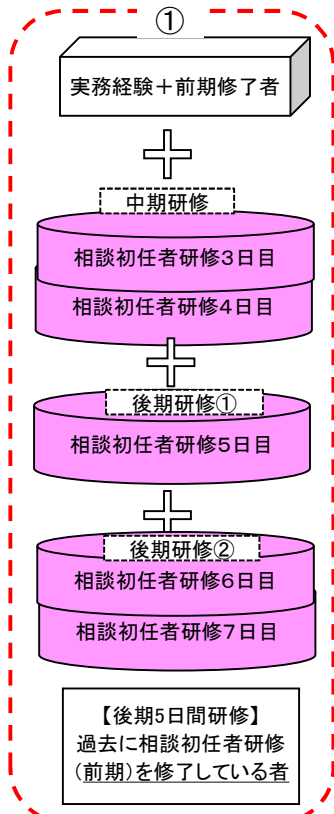 ①
実務経験＋前期修了者
中期研修
相談初任者研修3日目
相談初任者研修4日目
後期研修①
相談初任者研修5日目
後期研修②
相談初任者研修6日目
相談初任者研修7日目
【後期5日間研修】
過去に相談初任者研修
(前期)を修了している者